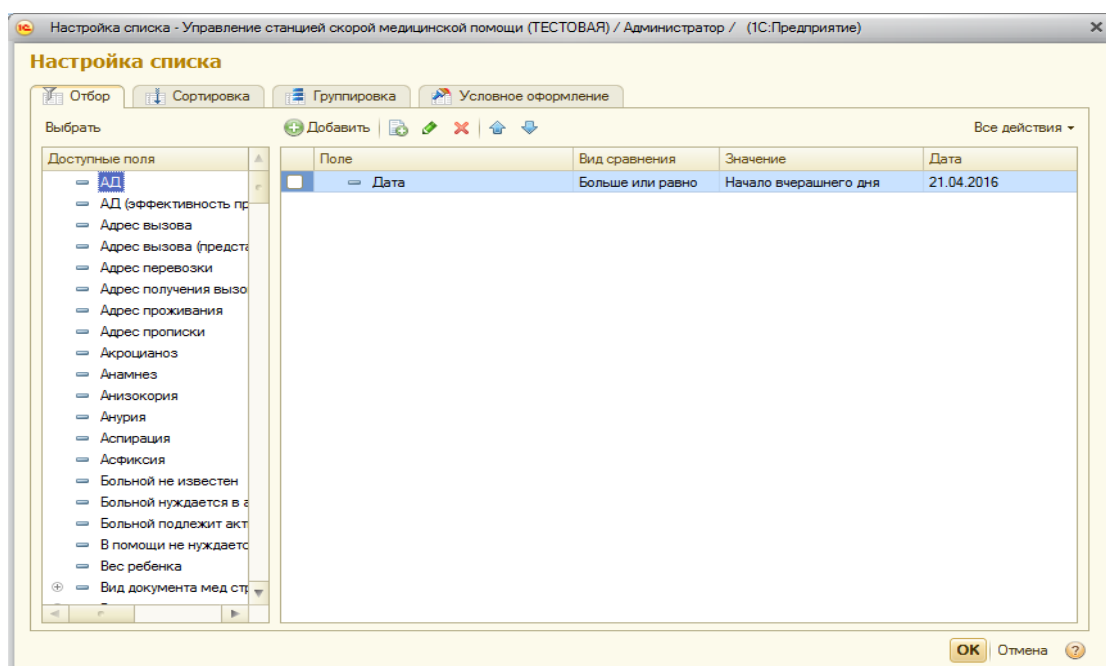 Настройка списка - Управление станцией скорой медицинской помощи (ТЕСТОВАЯ) / Администратор / (1С:Предприятие)
Настройка списка
Отбор Сортировка Группировка Условное оформление
Выбрать Добавить Все действия
Доступные поля Поле Вид сравнения Значение Дата
АД Дата Больше или равно Начало вчерашнего дня 21.04.2016
АД (эффективность пр
Адрес вызова
Адрес вызова (предста
Адрес перевозки
Адрес получения вызо
Адрес проживания
Адрес прописки
Акроцианоз
Анамнез
Анизокория
Анурия
Аспирация
Асфиксия
Больной не известен
Больной нуждается в а
Больной подлежит акт
В помощи не нуждаетс
Вес ребенка
Вид документа мед стр
OK Отмена ?